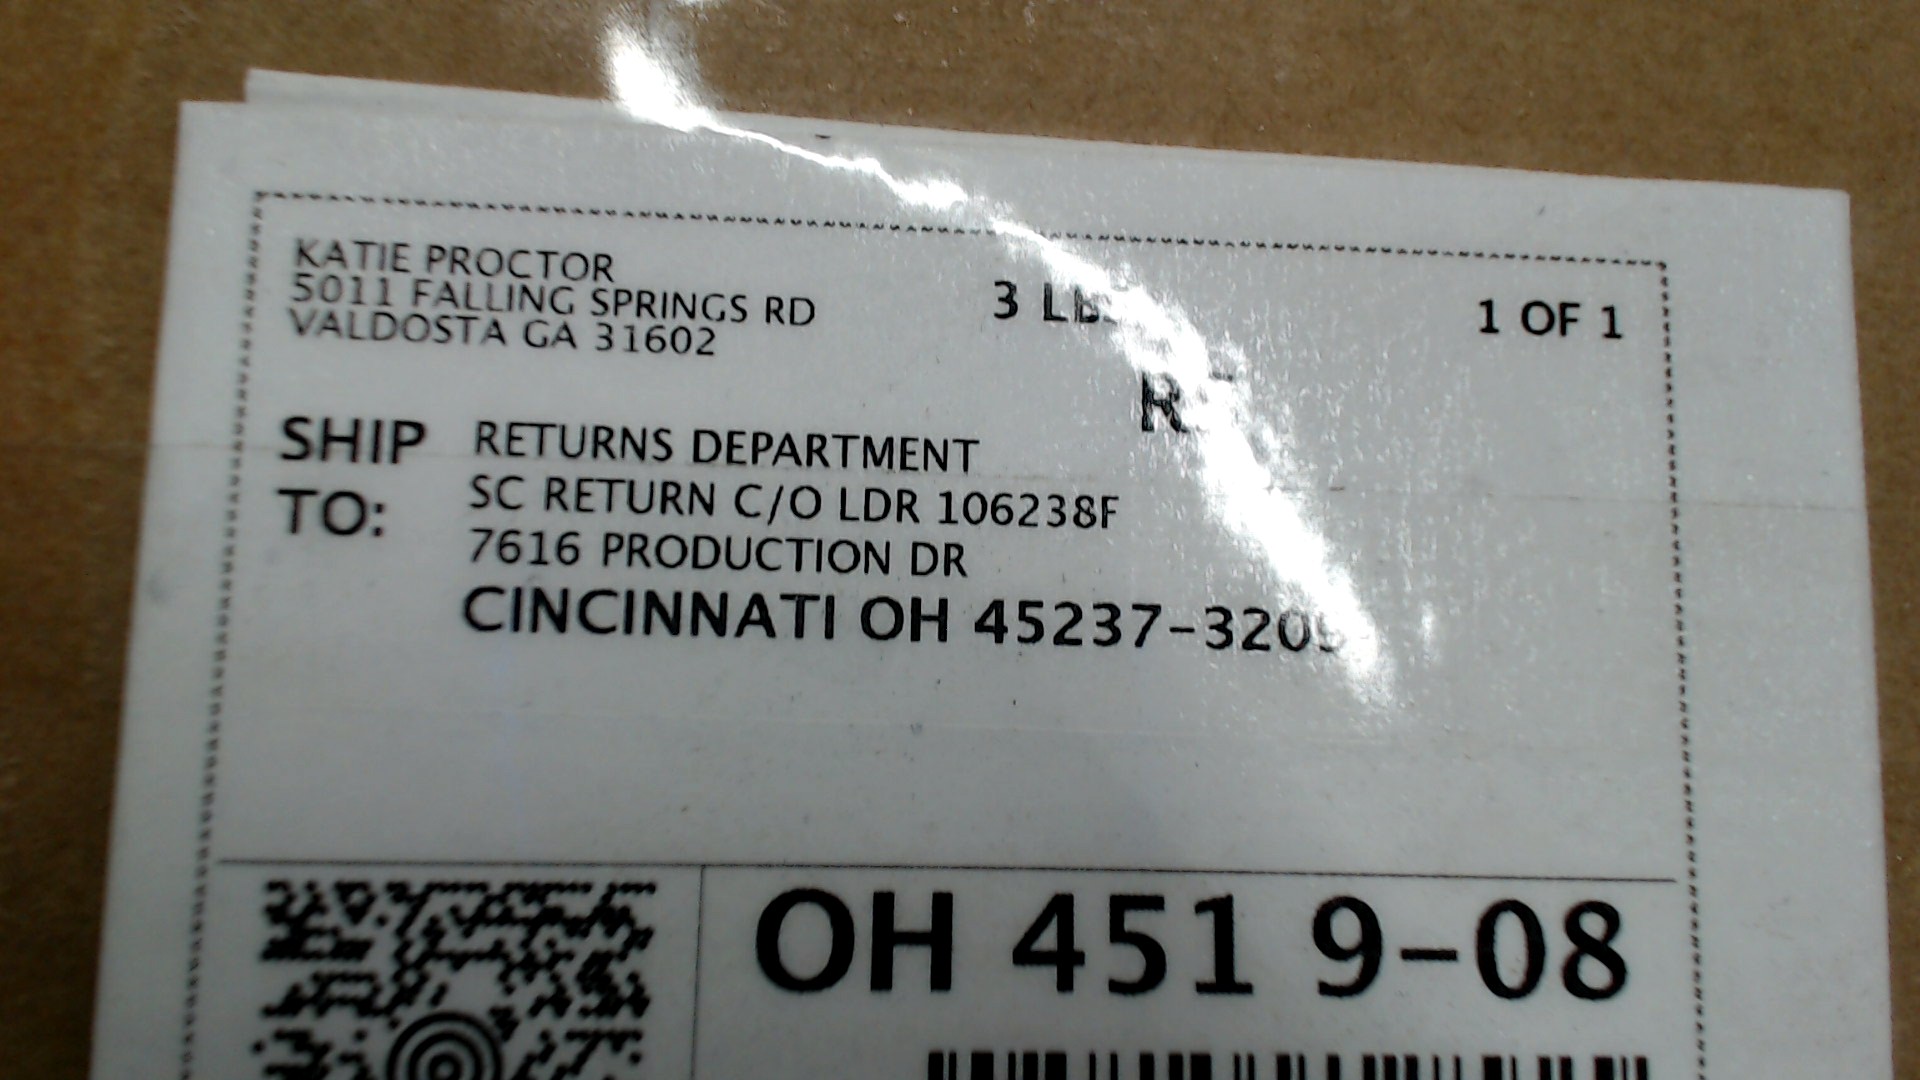 KATIE PROCTOR
5011 FALLING SPRINGS RD
VALDOSTA GA 31602
3 LBS
1 OF 1
SHIP TO:
RETURNS DEPARTMENT
SC RETURN C/O LDR 106238F
7616 PRODUCTION DR
CINCINNATI OH
OH 451 9-08